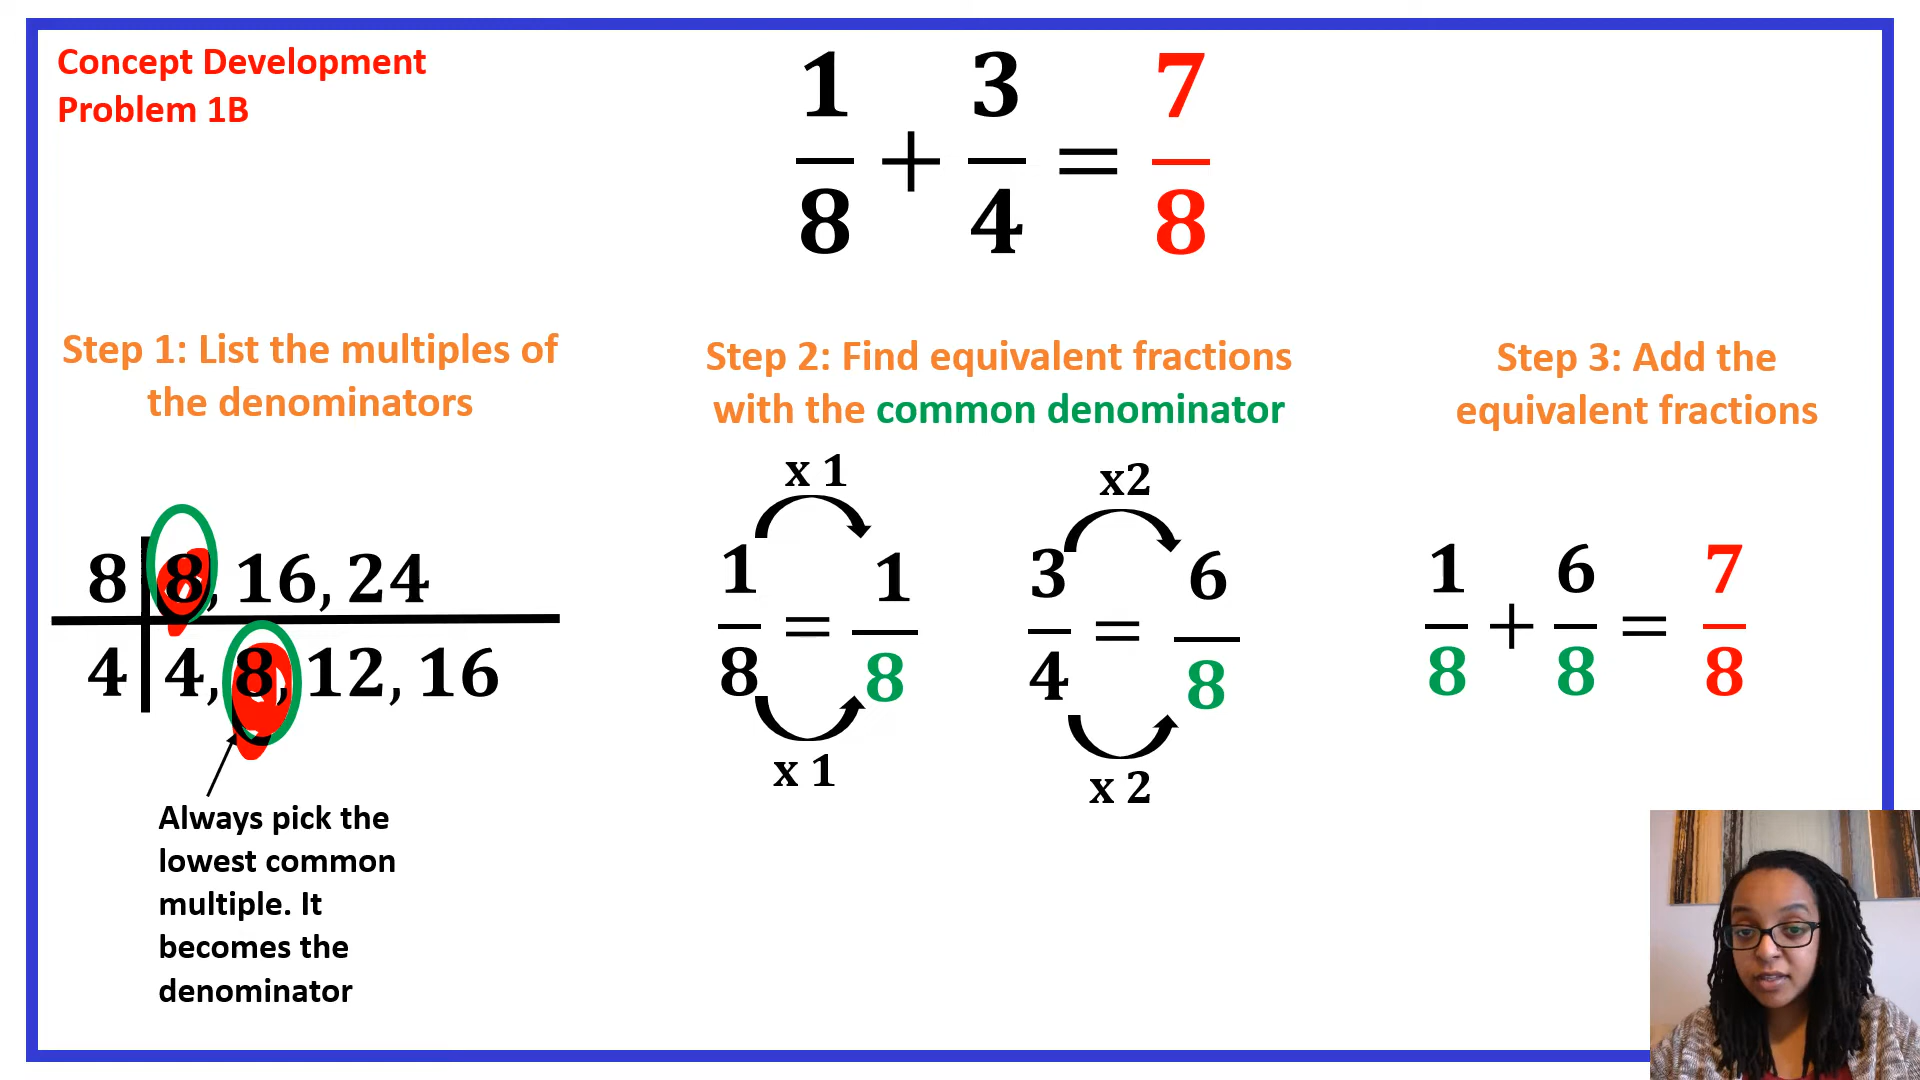 Concept Development
Problem 1B
1/8 + 3/4 = 7/8
Step 1: List the multiples of
the denominators
8 | 8, 16, 24
4 | 4, 8, 12, 16
Always pick the
lowest common
multiple. It
becomes the
denominator
Step 2: Find equivalent fractions
with the common denominator
x 1
1/8 = 1/8
x 1
x2
3/4 = 6/8
x 2
Step 3: Add the
equivalent fractions
1/8 + 6/8 = 7/8